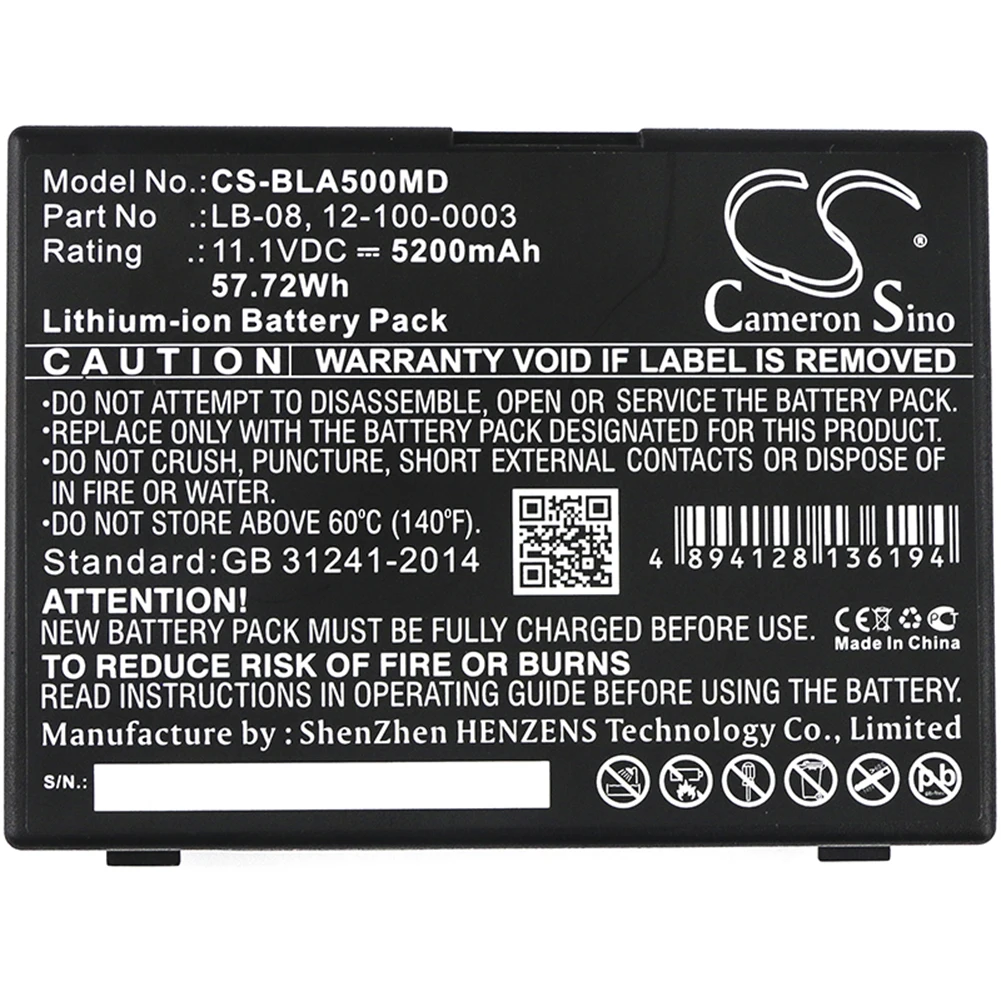 Model No.: CS-BLA500MD
Part No .: LB-08, 12-100-0003
Rating .: 11.1VDC ⎓ 5200mAh
57.72Wh
Lithium-ion Battery Pack
Cameron Sino ®
CAUTION WARRANTY VOID IF LABEL IS REMOVED
•DO NOT ATTEMPT TO DISASSEMBLE, OPEN OR SERVICE THE BATTERY PACK.
•REPLACE ONLY WITH THE BATTERY PACK DESIGNATED FOR THIS PRODUCT.
•DO NOT CRUSH, PUNCTURE, SHORT EXTERNAL CONTACTS OR DISPOSE OF
IN FIRE OR WATER.
•DO NOT STORE ABOVE 60°C (140°F).
Standard: GB 31241-2014
4 894128 136194
ATTENTION!
NEW BATTERY PACK MUST BE FULLY CHARGED BEFORE USE.
CE PCT
Made In China
TO REDUCE RISK OF FIRE OR BURNS
READ INSTRUCTIONS IN OPERATING GUIDE BEFORE USING THE BATTERY.
Manufacture by : ShenZhen HENZENS Technology Co., Limited
S/N.:
pb